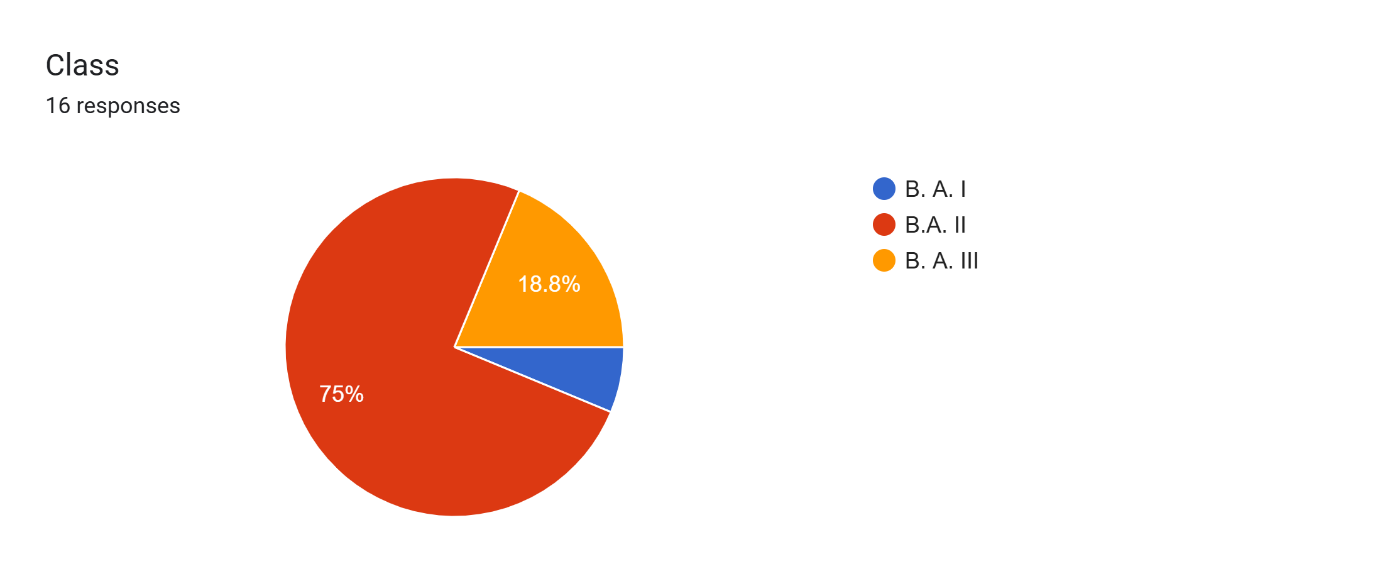 Class
16 responses
B. A. I
B.A. II
B. A. III
18.8%
75%